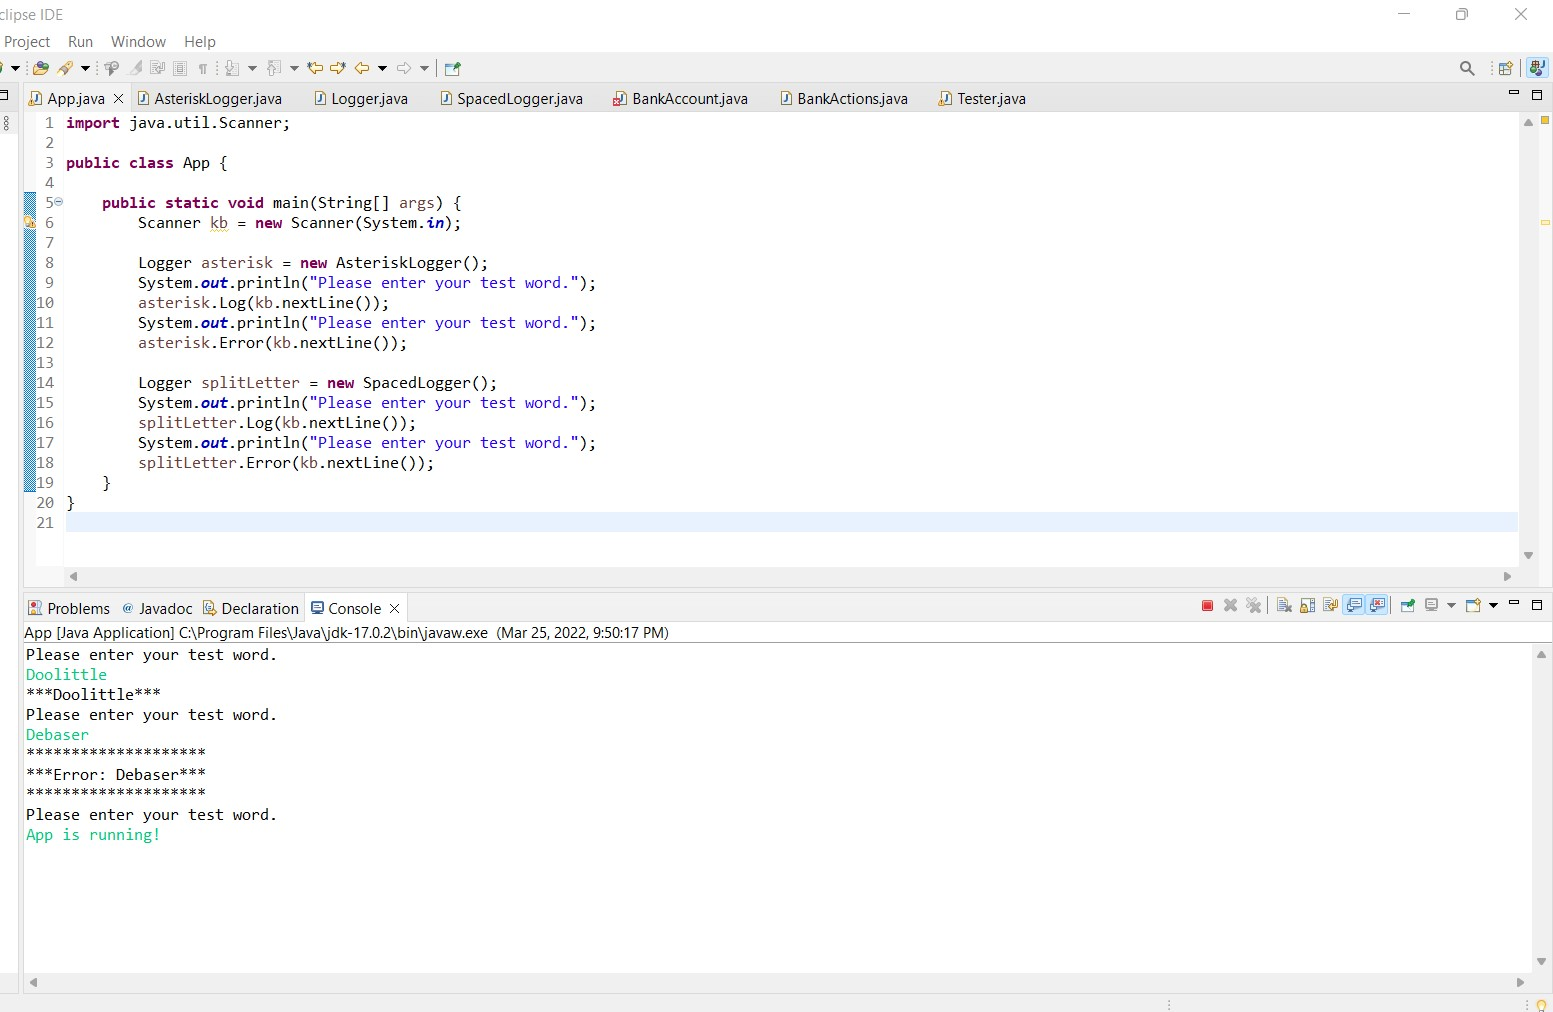 clipse IDE
Project Run Window Help
App.java AsteriskLogger.java Logger.java SpacedLogger.java BankAccount.java BankActions.java Tester.java
1 import java.util.Scanner;
2
3 public class App {
4
5 public static void main(String[] args) {
6 Scanner kb = new Scanner(System.in);
7
8 Logger asterisk = new AsteriskLogger();
9 System.out.println("Please enter your test word.");
10 asterisk.Log(kb.nextLine());
11 System.out.println("Please enter your test word.");
12 asterisk.Error(kb.nextLine());
13
14 Logger splitLetter = new SpacedLogger();
15 System.out.println("Please enter your test word.");
16 splitLetter.Log(kb.nextLine());
17 System.out.println("Please enter your test word.");
18 splitLetter.Error(kb.nextLine());
19 }
20 }
21
Problems @ Javadoc Declaration Console
App [Java Application] C:\Program Files\Java\jdk-17.0.2\bin\javaw.exe (Mar 25, 2022, 9:50:17 PM)
Please enter your test word.
Doolittle
***Doolittle***
Please enter your test word.
Debaser
********************
***Error: Debaser***
********************
Please enter your test word.
App is running!